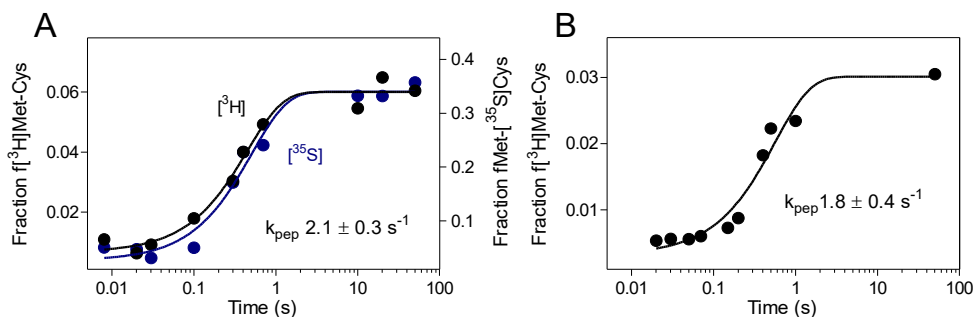 A
Fraction f[³H]Met-Cys
0.06
0.04
0.02
[³H]
[³⁵S]
k_pep 2.1 ± 0.3 s⁻¹
0.4
0.3
0.2
0.1
Fraction fMet-[³⁵S]Cys
0.01
0.1
1
10
100
Time (s)
B
Fraction f[³H]Met-Cys
0.03
0.02
0.01
k_pep 1.8 ± 0.4 s⁻¹
0.01
0.1
1
10
100
Time (s)